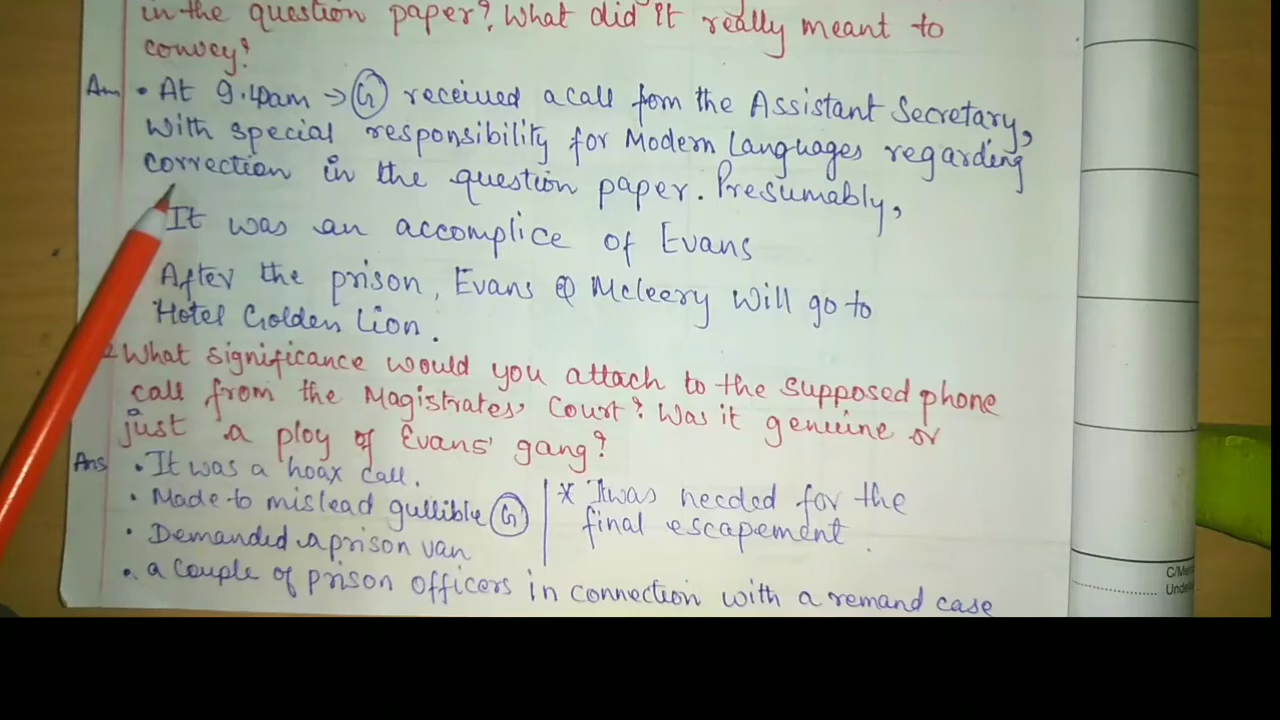 in the question paper? What did it really meant to
convey?
Ans • At 9.40am → G received a call fom the Assistant Secretary,
With special responsibility for Modern Languages regarding
correction in the question paper. Presumably,
It was an accomplice of Evans
After the prison, Evans @ Mcleery will go to
Hotel Golden Lion.
2 What significance would you attach to the supposed phone
call from the Magistrates' Court? Was it genuine or
just a ploy of Evans' gang?
Ans • It was a hoax call.
• Made to mislead gullible G
• Demanded a prison van
• a couple of prison officers in connection with a remand case
* It was needed for the
final escapement.